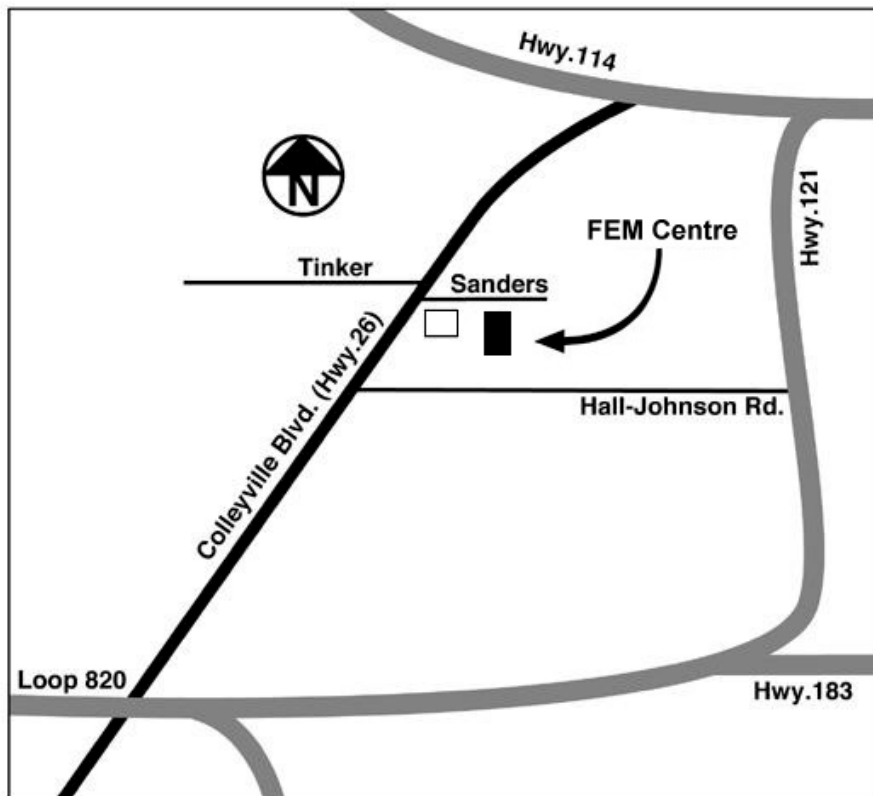 Hwy.114
N
Hwy.121
FEM Centre
Tinker
Sanders
Colleyville Blvd. (Hwy.26)
Hall-Johnson Rd.
Loop 820
Hwy.183